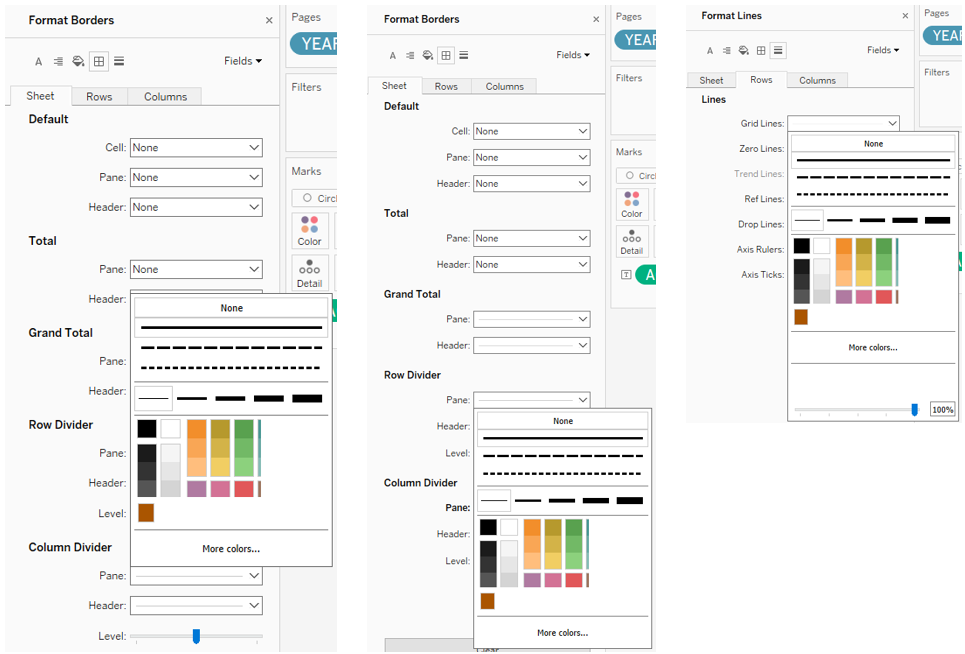 Format Borders ×
Pages
YEAR
A
Fields
Filters
Sheet Rows Columns
Default
Cell: None
Pane: None
Marks
Header: None
Circl
Total
Color
Pane: None
Detail
Header:
None
Grand Total
Pane:
Header:
Row Divider
Pane:
Header:
Level:
More colors...
Column Divider
Pane:
Header:
Level:
Format Borders ×
Pages
YEA
A
Fields
Filters
Sheet Rows Columns
Default
Cell: None
Pane: None
Marks
Header: None
Circ
Total
Color
Pane: None
Detail
Header: None
T A
Grand Total
Pane:
Header:
Row Divider
Pane:
Header:
None
Level:
Column Divider
Pane:
Header:
Level:
More colors...
Clear
Format Lines ×
Pages
YEA
A
Fields
Filters
Sheet Rows Columns
Lines
Grid Lines:
None
Zero Lines:
Trend Lines:
Ref Lines:
Drop Lines:
Axis Rulers:
Axis Ticks:
More colors...
100%